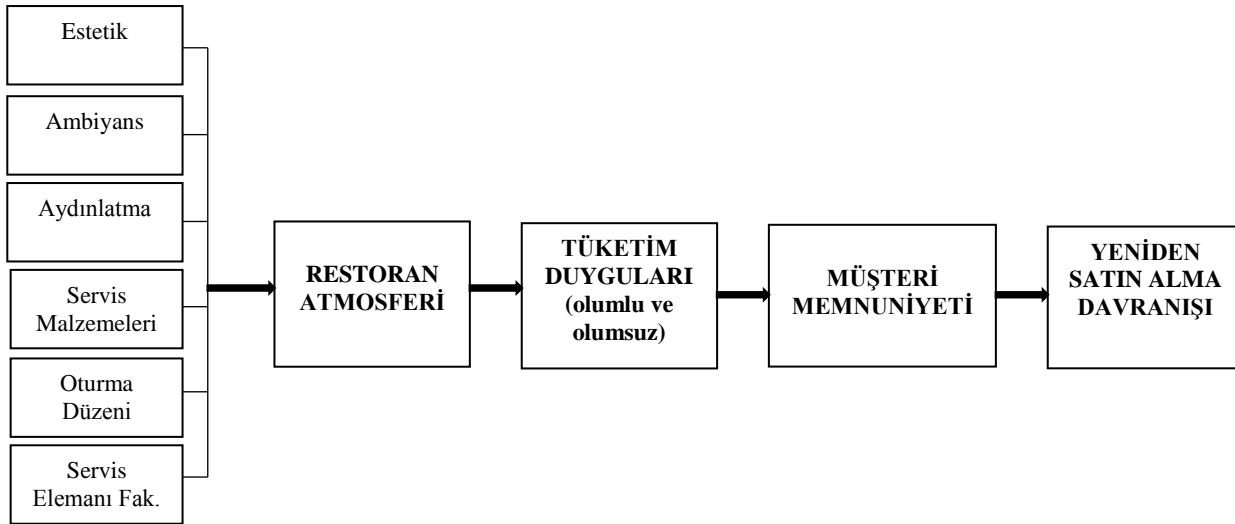 Estetik
Ambiyans
Aydınlatma
Servis
Malzemeleri
Oturma
Düzeni
Servis
Elemanı Fak.
RESTORAN
ATMOSFERİ
TÜKETİM
DUYGULARI
(olumlu ve
olumsuz)
MÜŞTERİ
MEMNUNİYETİ
YENİDEN
SATIN ALMA
DAVRANIŞI